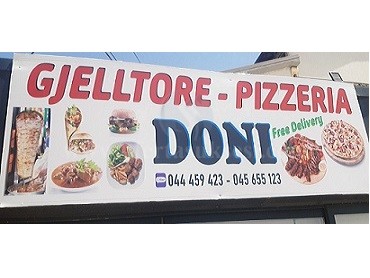 GJELLTORE - PIZZERIA
DONI
Free Delivery
044 459 423 - 045 655 123